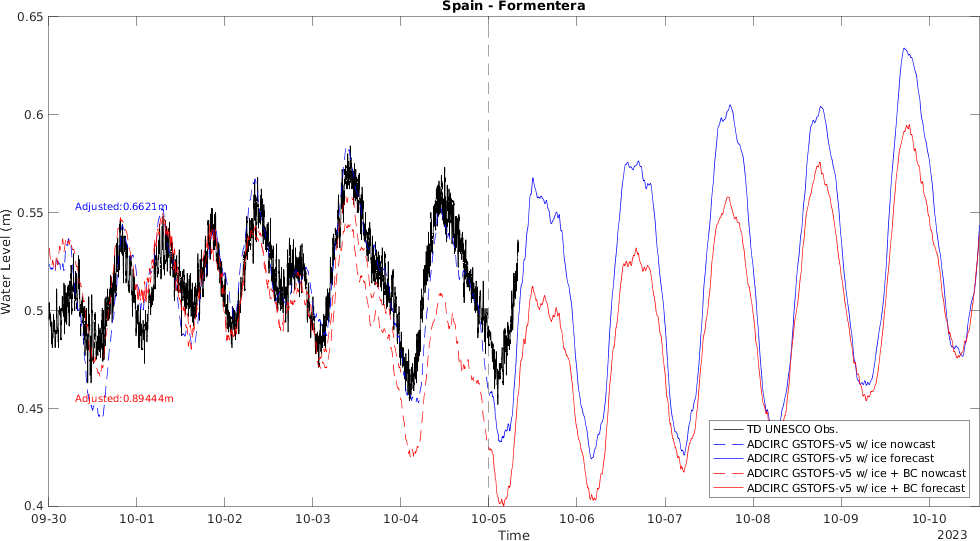 Spain - Formentera
0.65
0.6
0.55
0.5
0.45
0.4
Water Level (m)
Adjusted:0.6621m
Adjusted:0.89444m
TD UNESCO Obs.
ADCIRC GSTOFS-v5 w/ ice nowcast
ADCIRC GSTOFS-v5 w/ ice forecast
ADCIRC GSTOFS-v5 w/ ice + BC nowcast
ADCIRC GSTOFS-v5 w/ ice + BC forecast
09-30 10-01 10-02 10-03 10-04 10-05 10-06 10-07 10-08 10-09 10-10
Time
2023